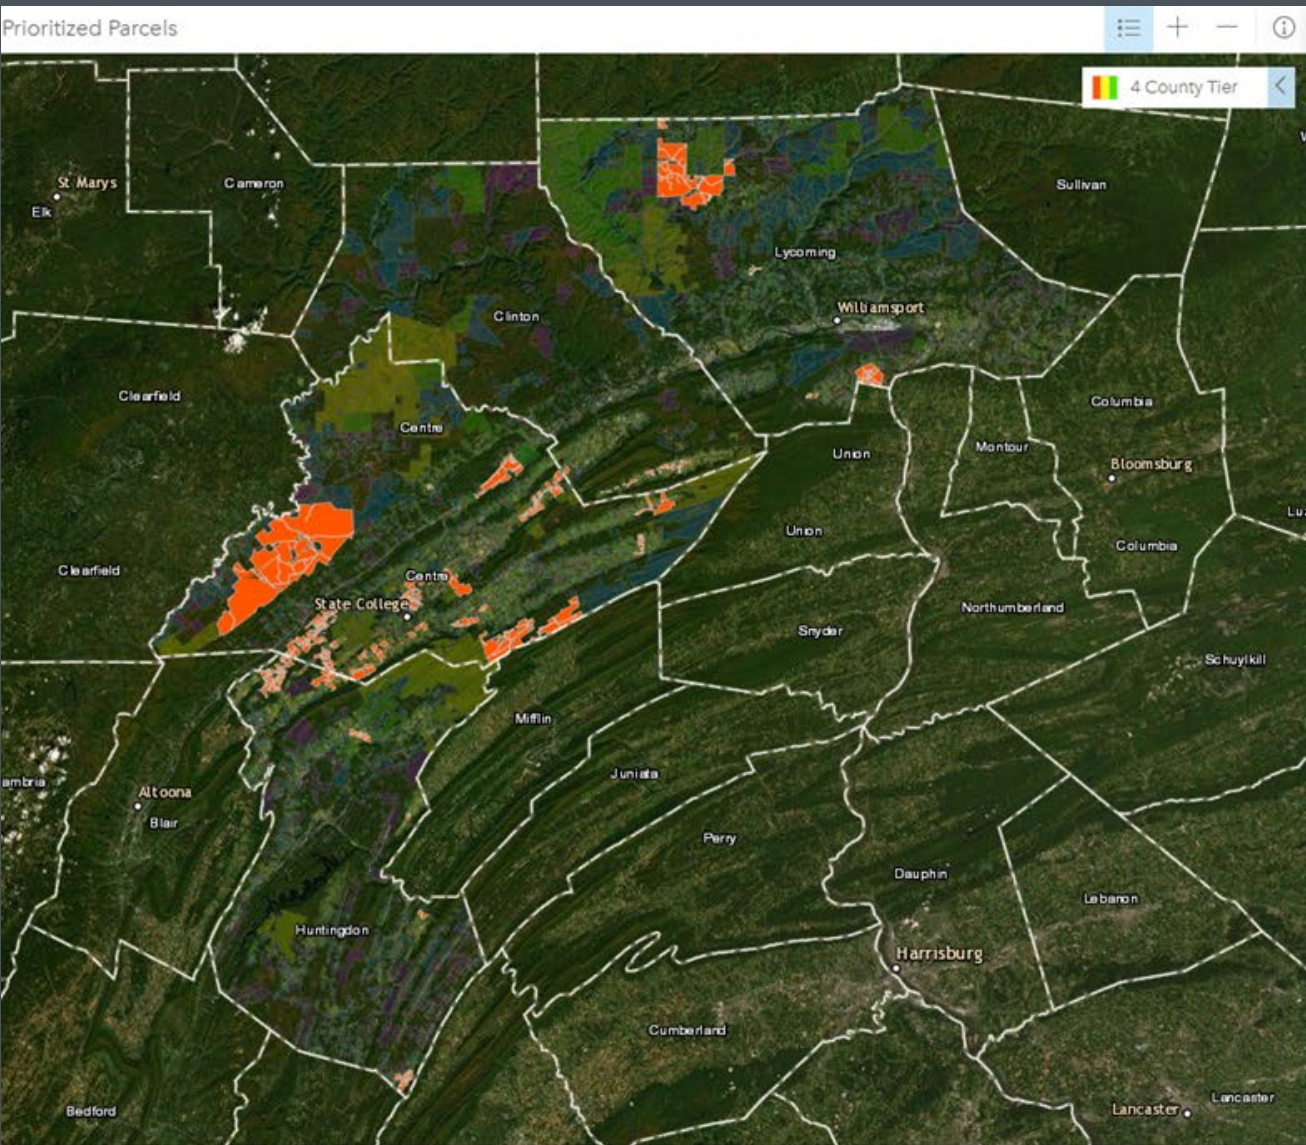 Prioritized Parcels
4 County Tier
St Marys
Cameron
Sullivan
Elk
Lycoming
Williamsport
Clinton
Clearfield
Columbia
Centre
Union
Montour
Bloomsburg
Union
Columbia
Clearfield
Centre
State College
Northumberland
Snyder
Schuylkill
Mifflin
Juniata
ambria
Altoona
Blair
Perry
Dauphin
Lebanon
Huntingdon
Harrisburg
Cumberland
Bedford
Lancaster
Lancaster